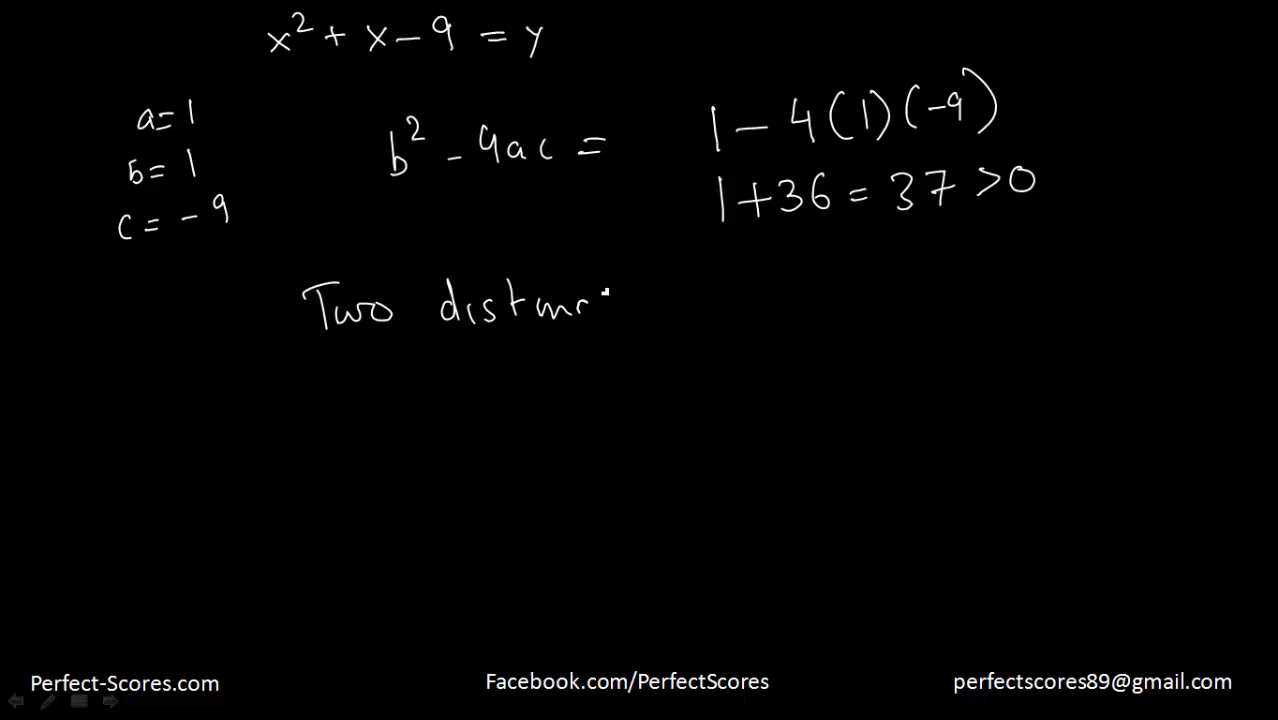 x² + x - 9 = y
a = 1
b = 1
c = - 9
b² - 4ac =
1 - 4(1)(-9)
1 + 36 = 37 > 0
Two distinc
Perfect-Scores.com
Facebook.com/PerfectScores
perfectscores89@gmail.com